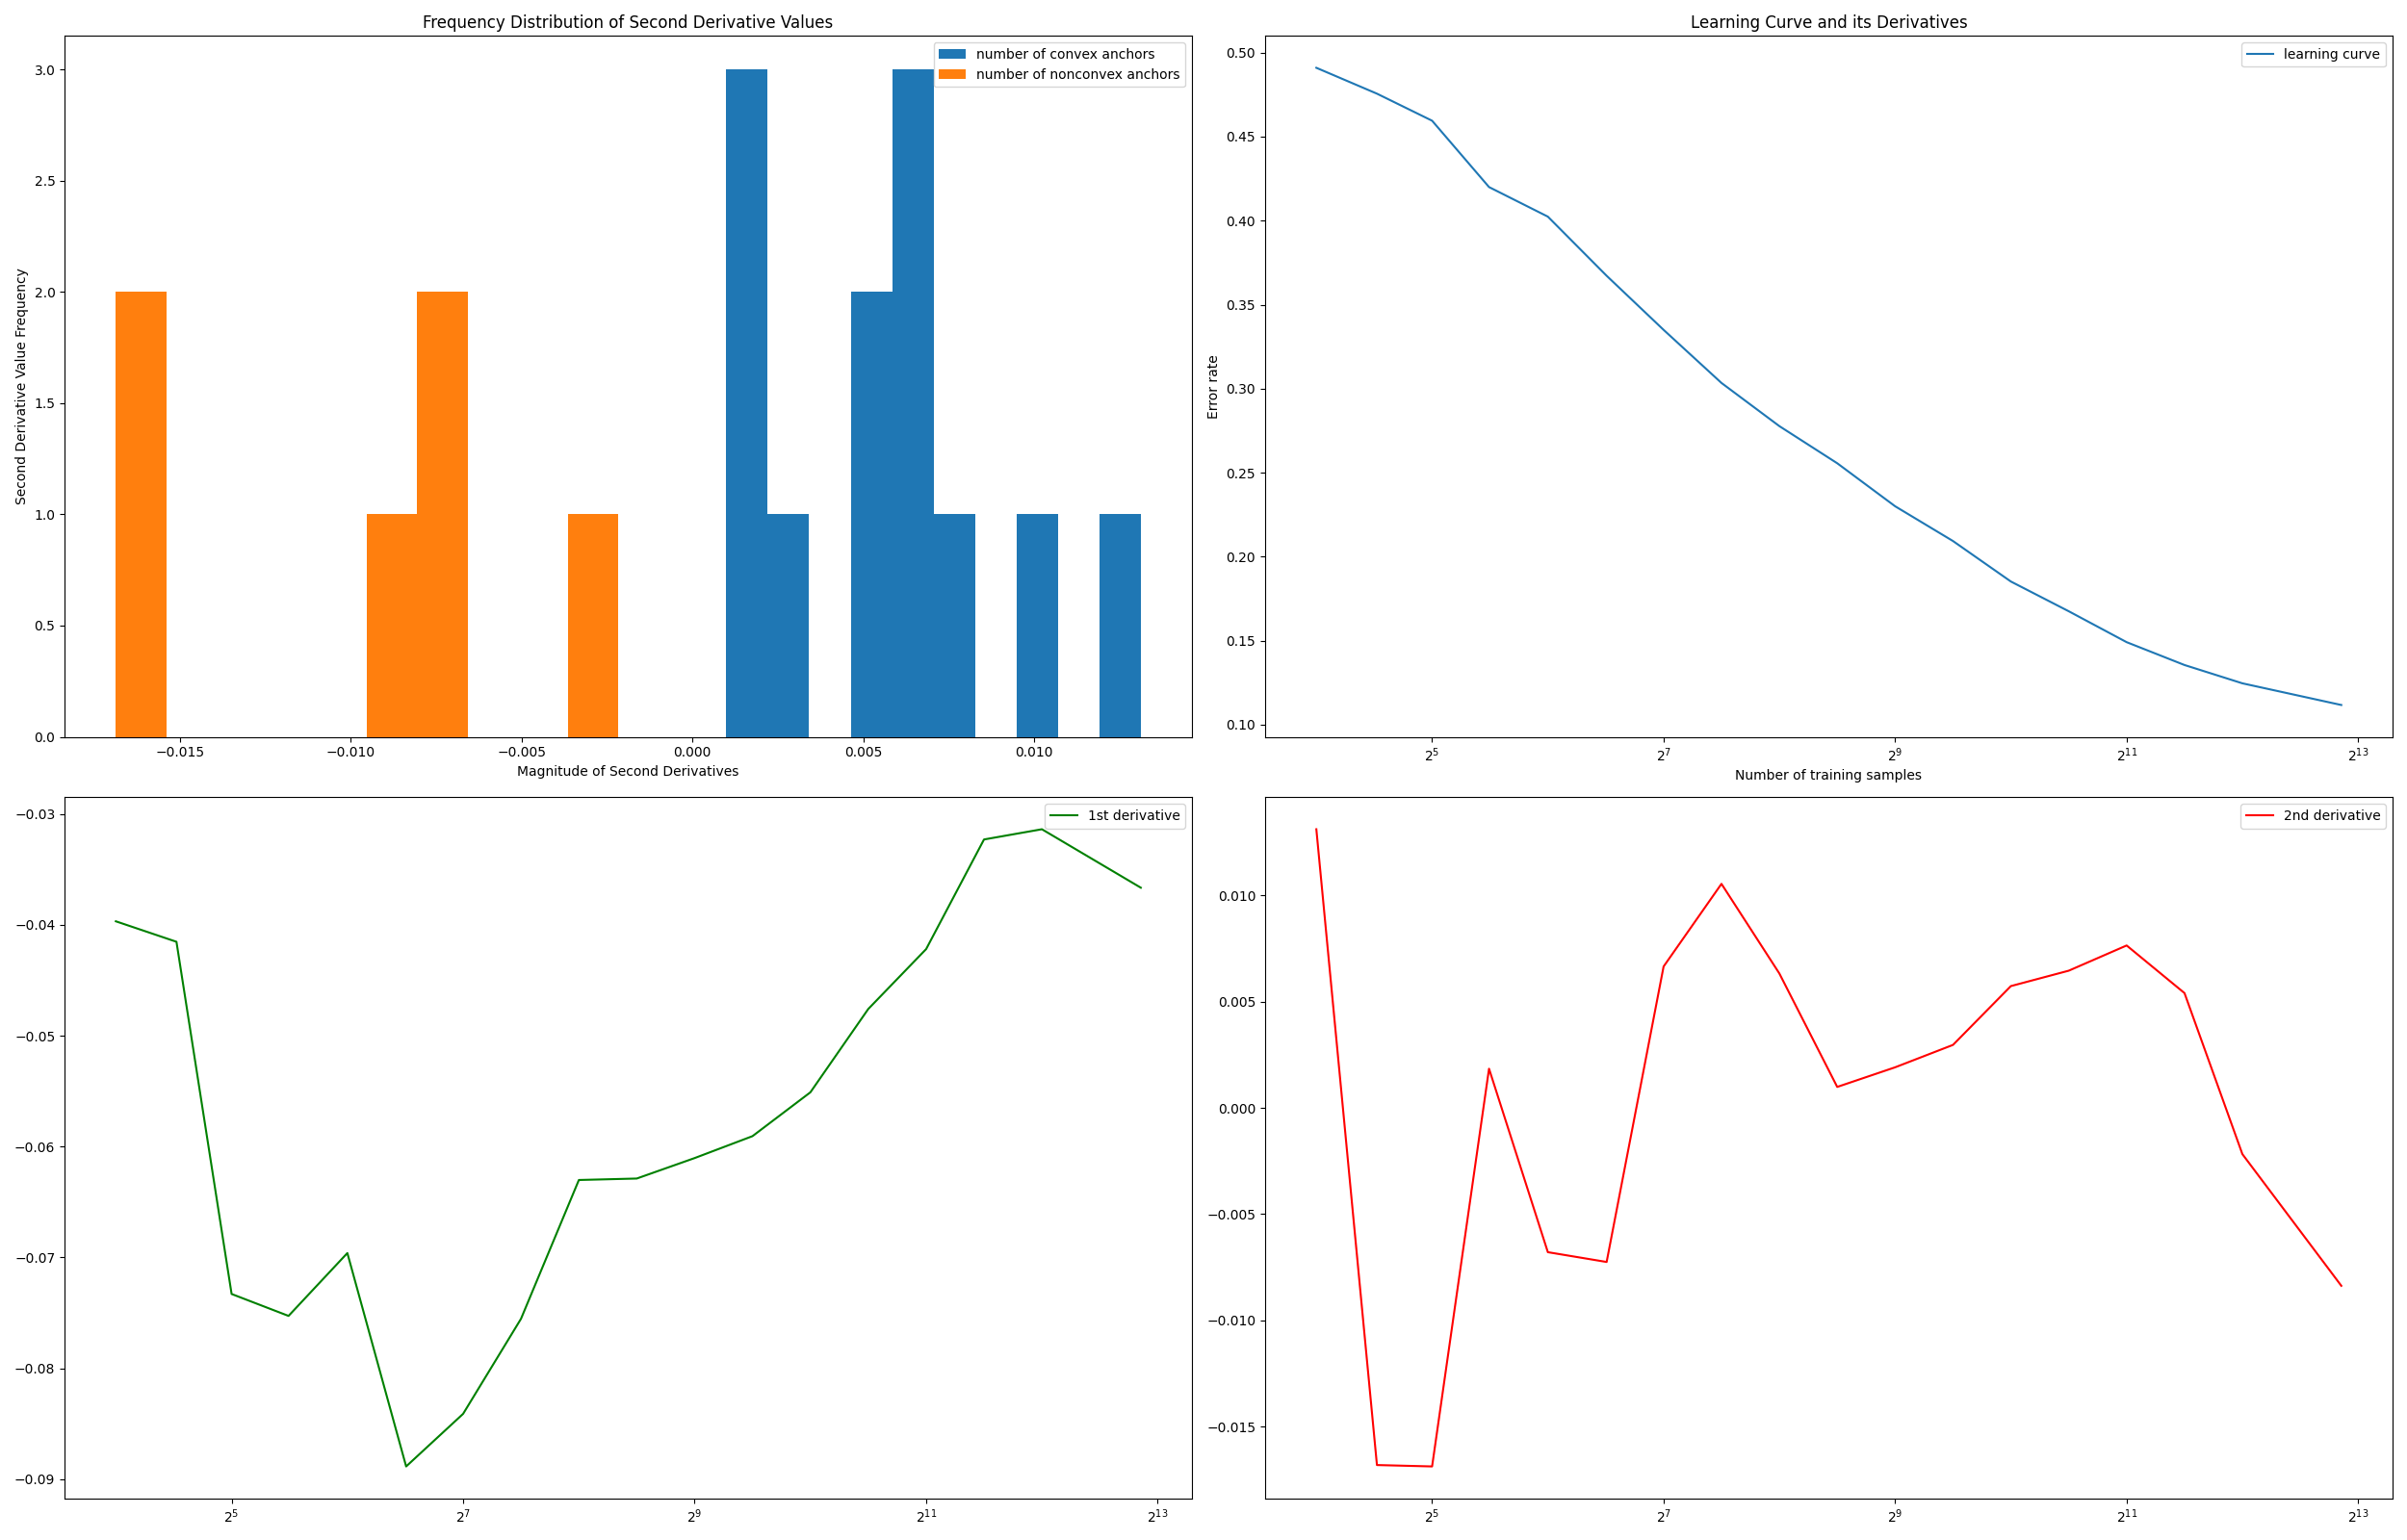 Frequency Distribution of Second Derivative Values
number of convex anchors
number of nonconvex anchors
Second Derivative Value Frequency
3.0
2.5
2.0
1.5
1.0
0.5
0.0
−0.015 −0.010 −0.005 0.000 0.005 0.010
Magnitude of Second Derivatives
Learning Curve and its Derivatives
learning curve
Error rate
0.50
0.45
0.40
0.35
0.30
0.25
0.20
0.15
0.10
2^5 2^7 2^9 2^11 2^13
Number of training samples
1st derivative
−0.03
−0.04
−0.05
−0.06
−0.07
−0.08
−0.09
2^5 2^7 2^9 2^11 2^13
2nd derivative
0.010
0.005
0.000
−0.005
−0.010
−0.015
2^5 2^7 2^9 2^11 2^13